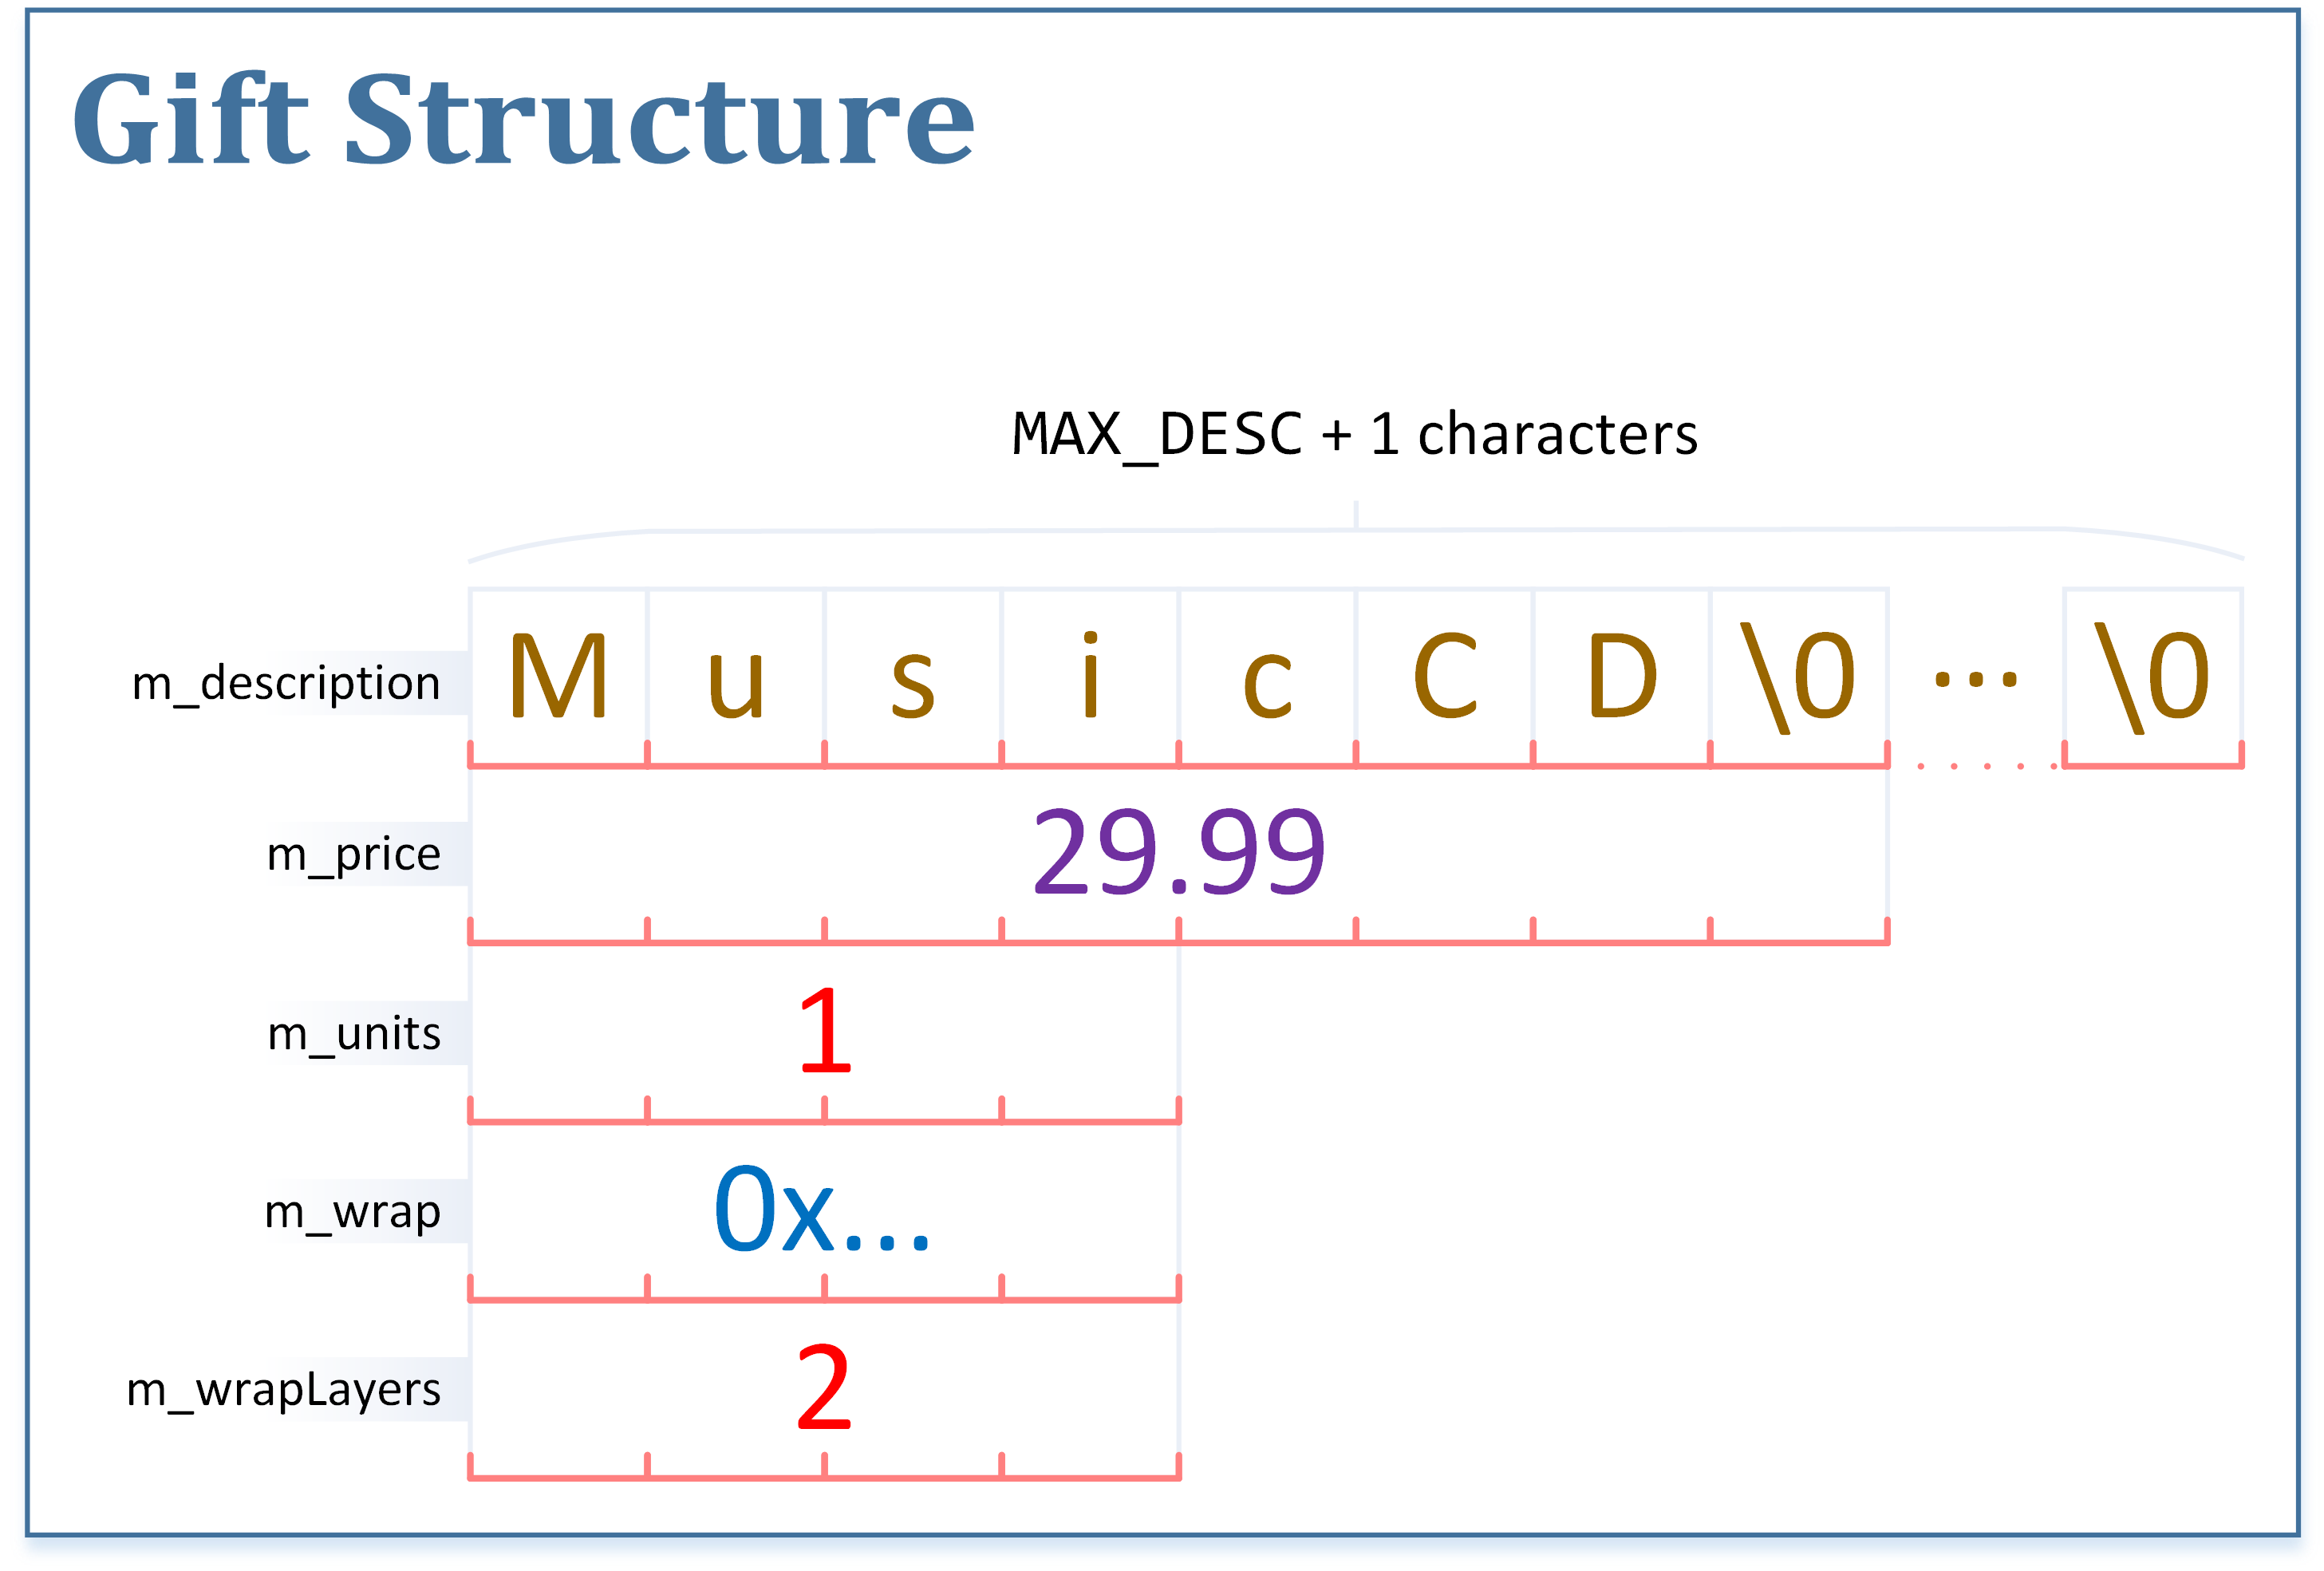 Gift Structure
MAX_DESC + 1 characters
m_description M u s i c C D \0 ... \0
m_price 29.99
m_units 1
m_wrap 0x...
m_wrapLayers 2